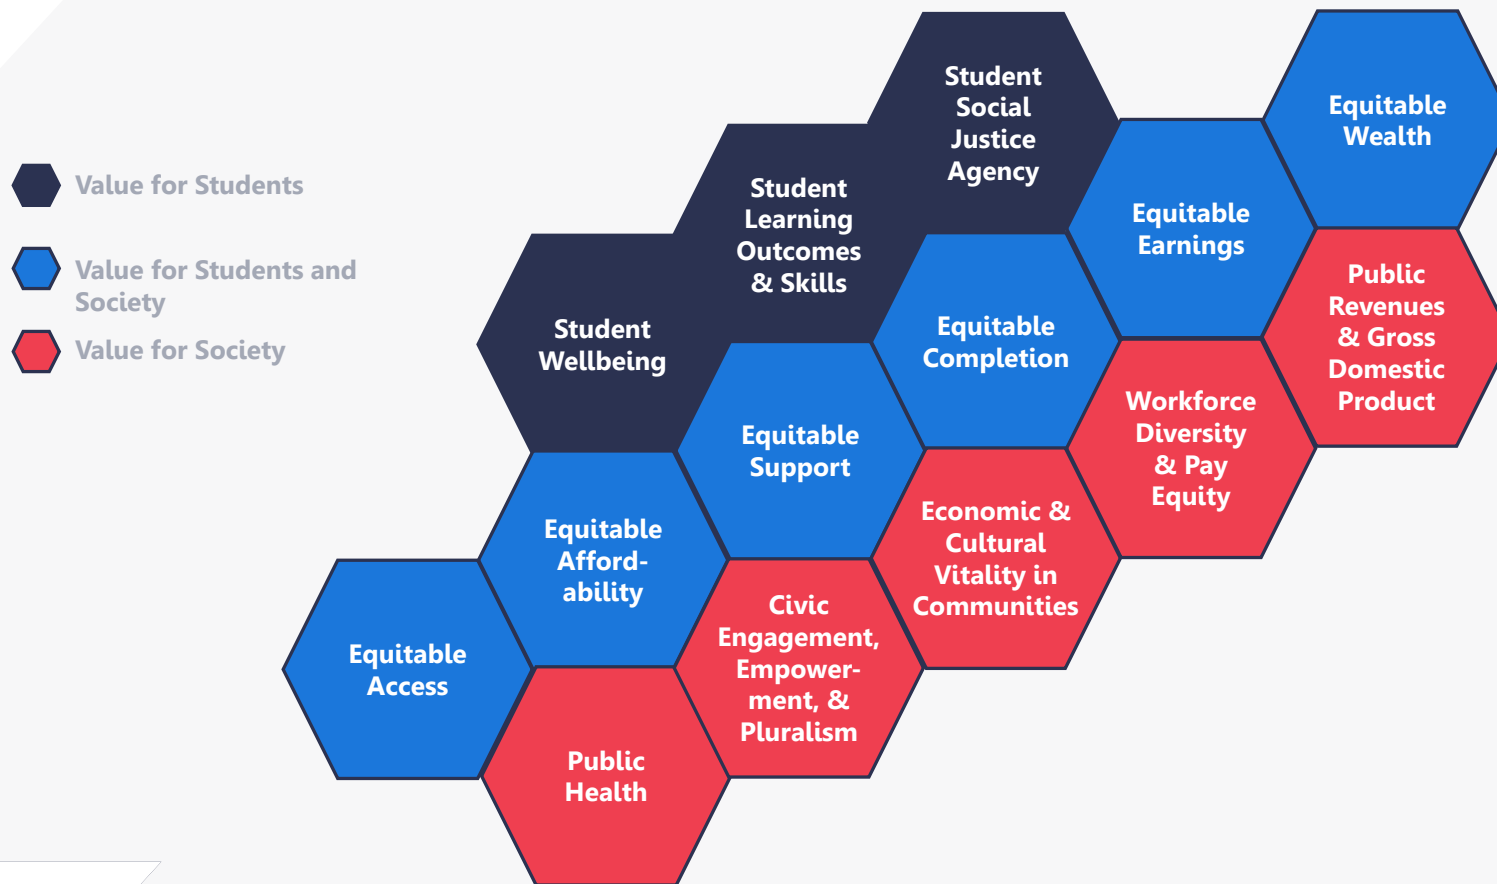 Value for Students
Value for Students and
Society
Value for Society
Student
Social
Justice
Agency
Equitable
Wealth
Student
Learning
Outcomes
& Skills
Equitable
Earnings
Student
Wellbeing
Equitable
Completion
Public
Revenues
& Gross
Domestic
Product
Equitable
Support
Workforce
Diversity
& Pay
Equity
Equitable
Afford-
ability
Economic &
Cultural
Vitality in
Communities
Equitable
Access
Civic
Engagement,
Empower-
ment, &
Pluralism
Public
Health